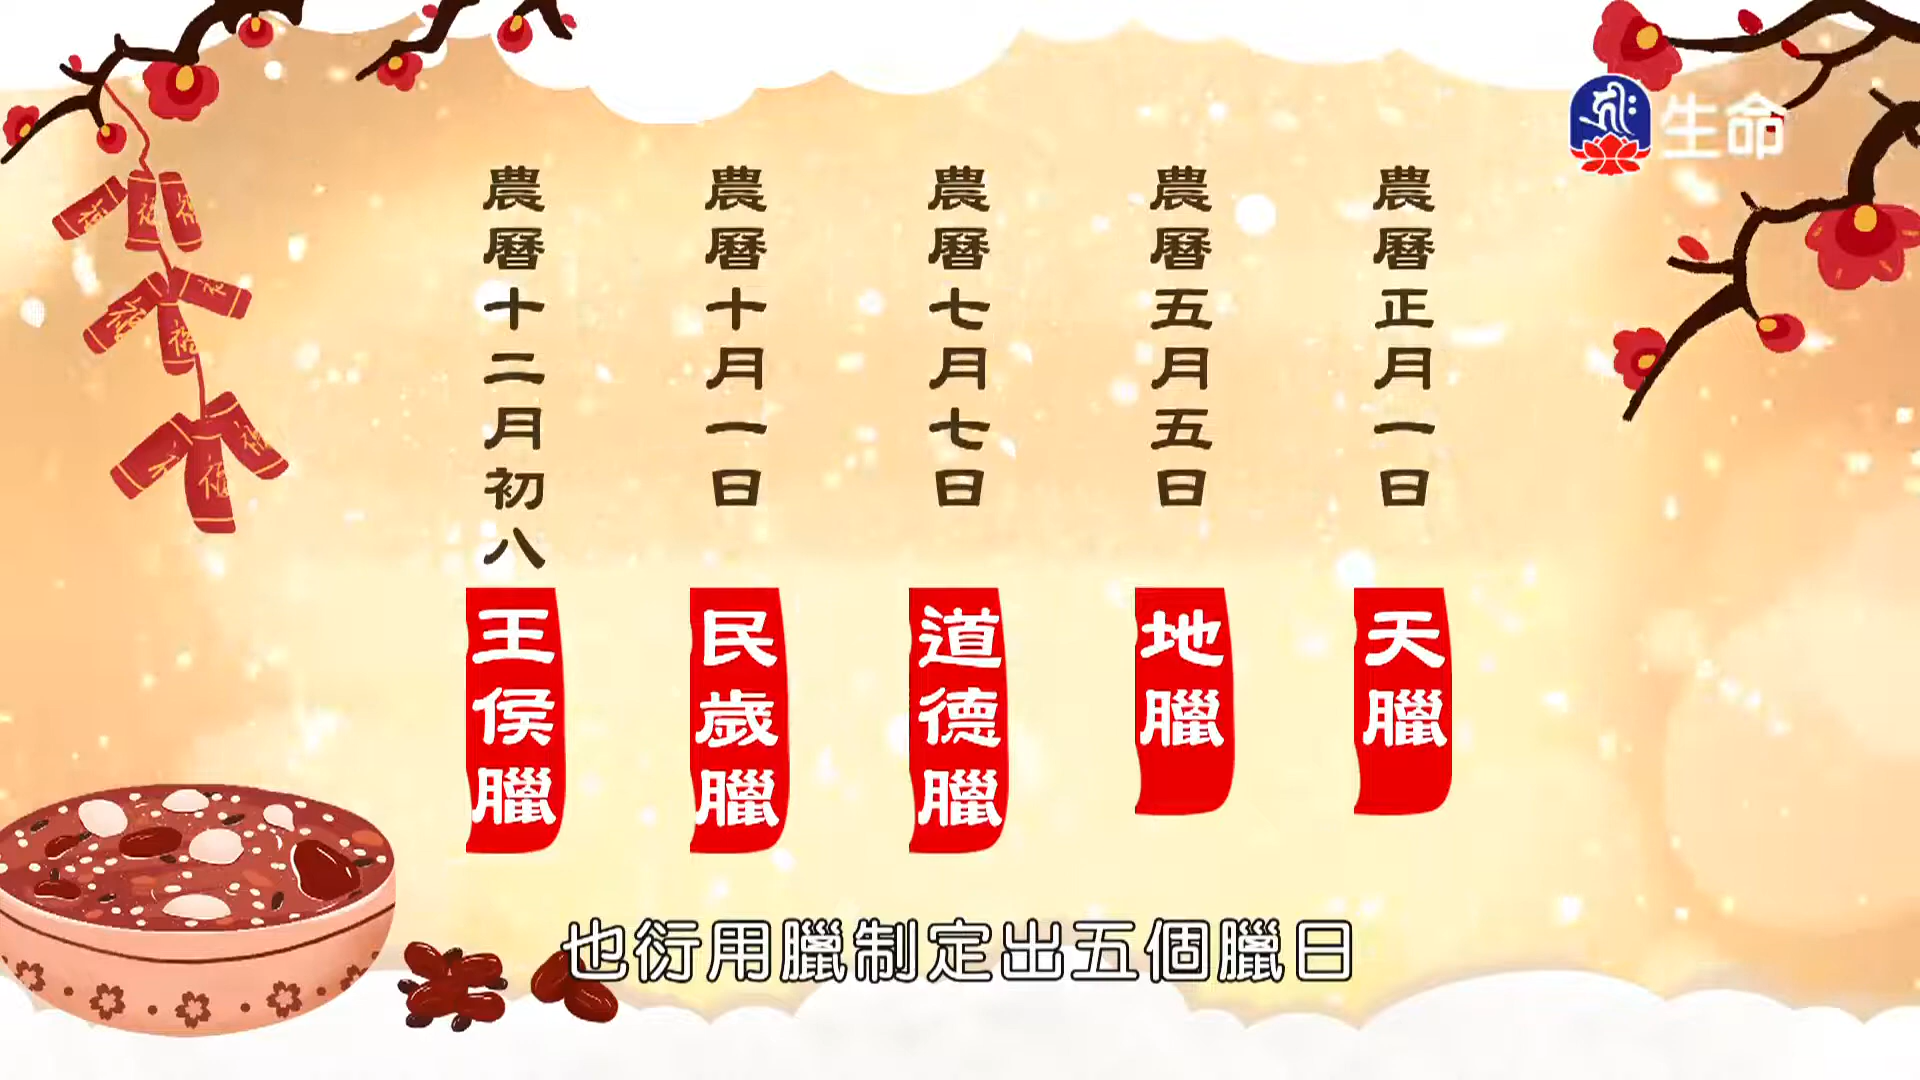 生命
農曆正月一日
天臘
農曆五月五日
地臘
農曆七月七日
道德臘
農曆十月一日
民歲臘
農曆十二月初八
王侯臘
也衍用臘制定出五個臘日